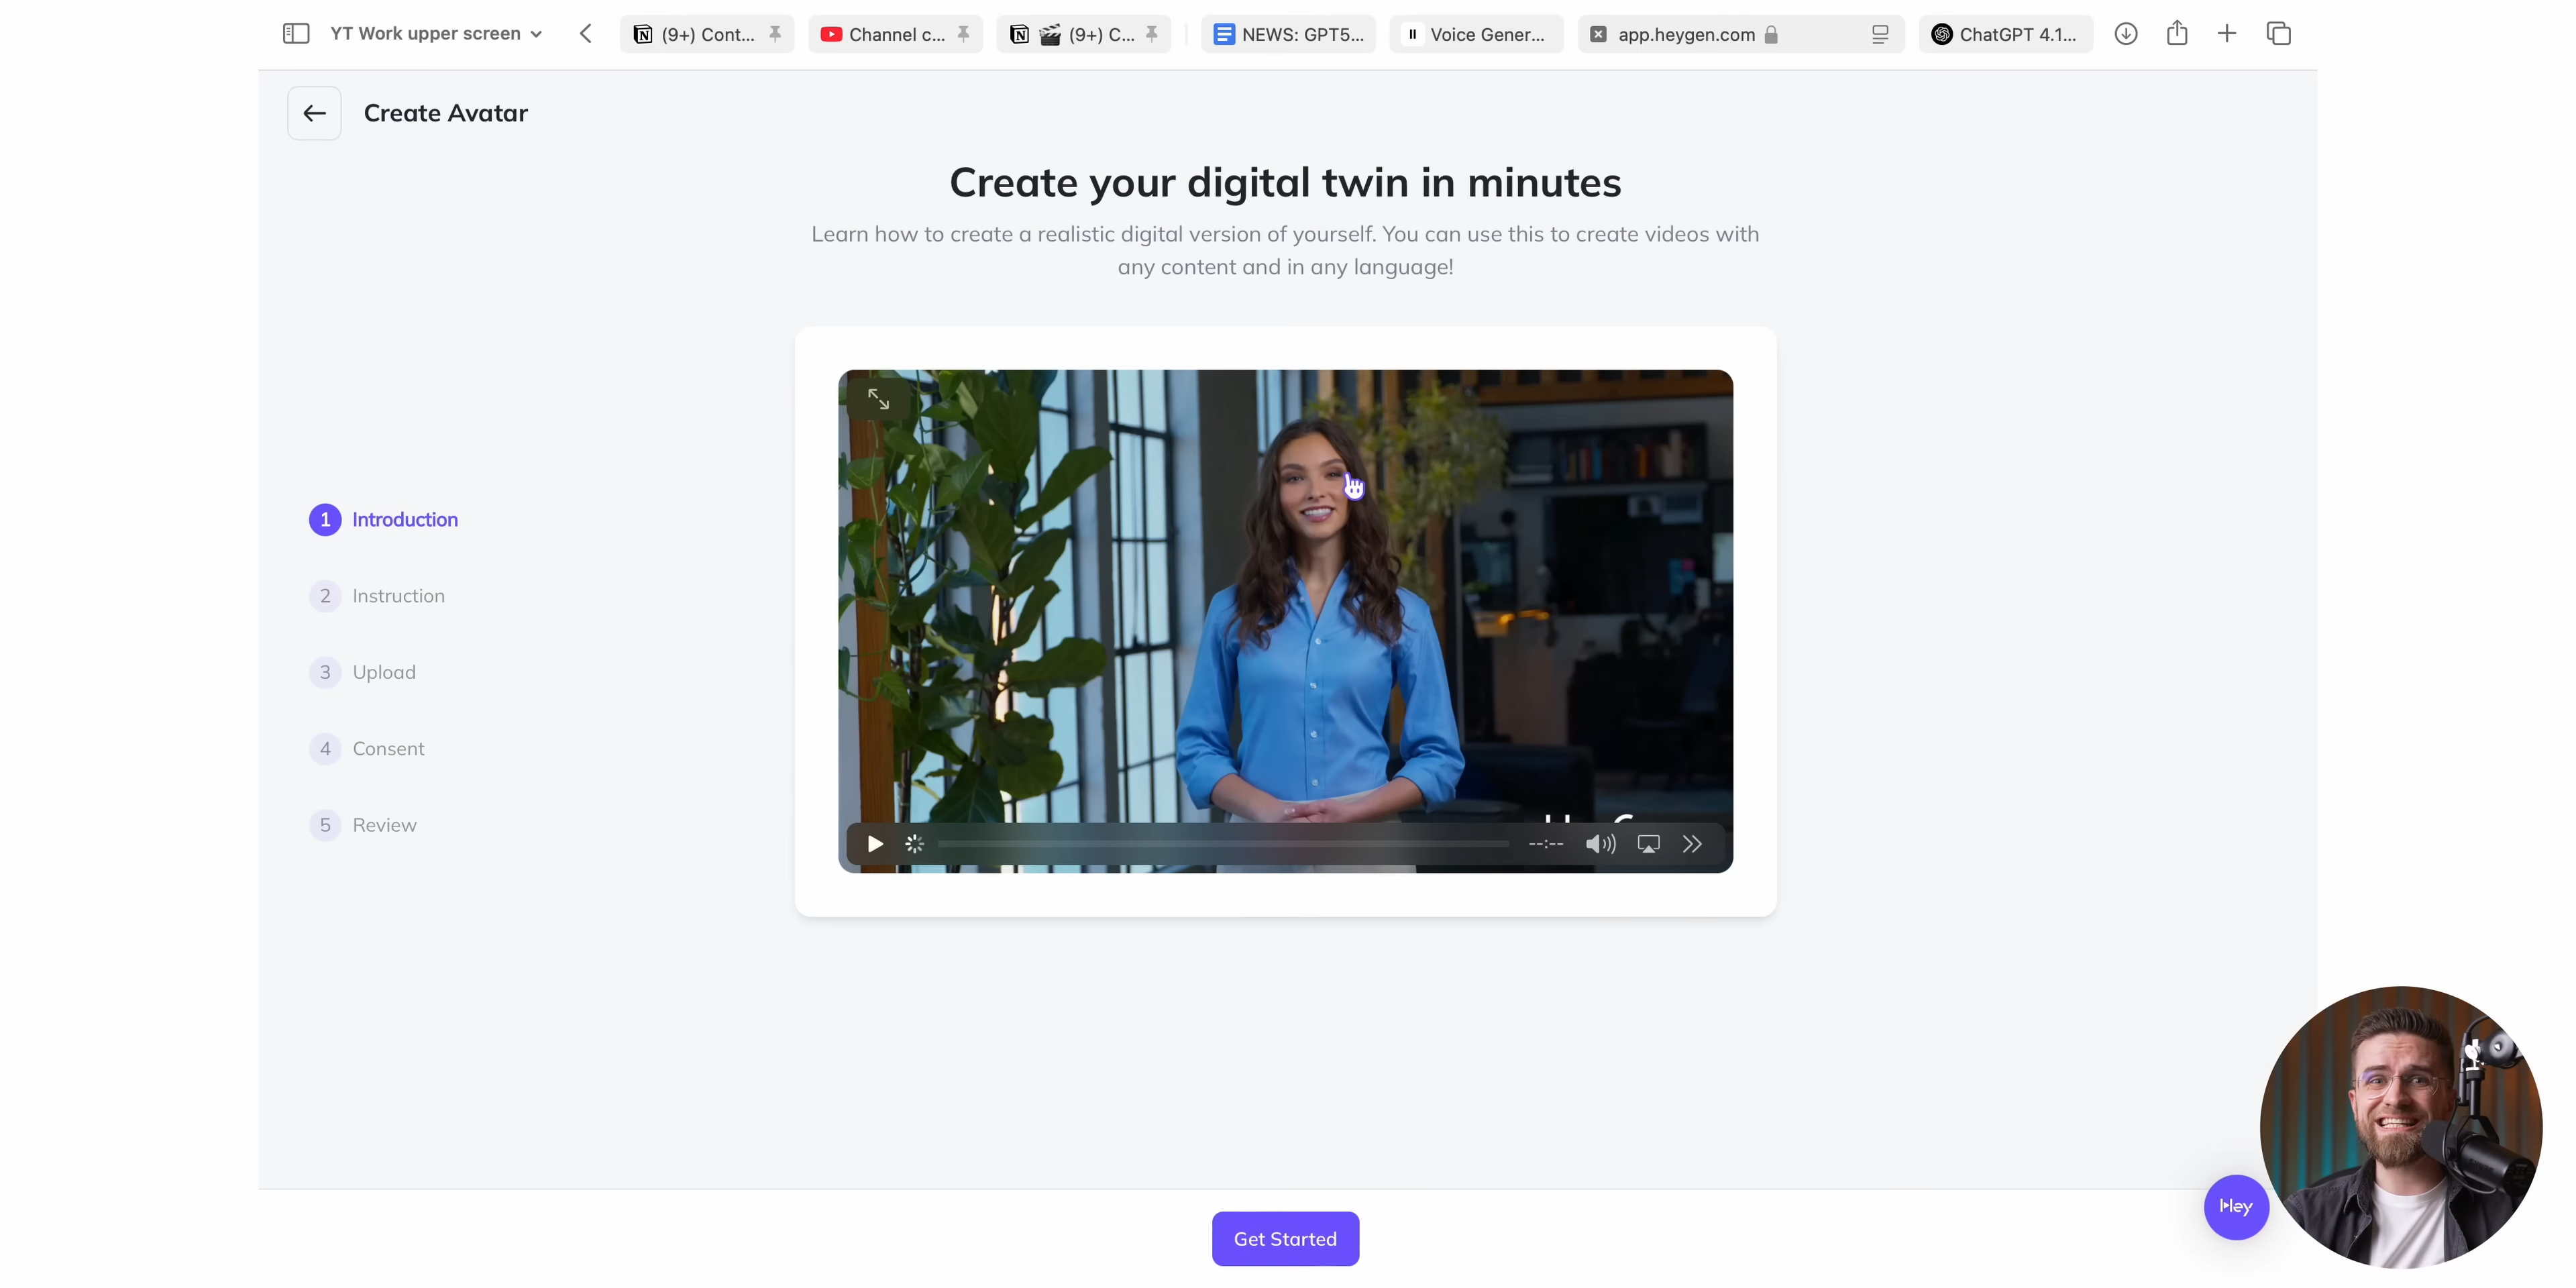 YT Work upper screen
(9+) Cont...
Channel c...
(9+) C...
NEWS: GPT5...
Voice Gener...
app.heygen.com
ChatGPT 4.1...
Create Avatar
Create your digital twin in minutes
Learn how to create a realistic digital version of yourself. You can use this to create videos with
any content and in any language!
1 Introduction
2 Instruction
3 Upload
4 Consent
5 Review
--:--
Hey
Get Started